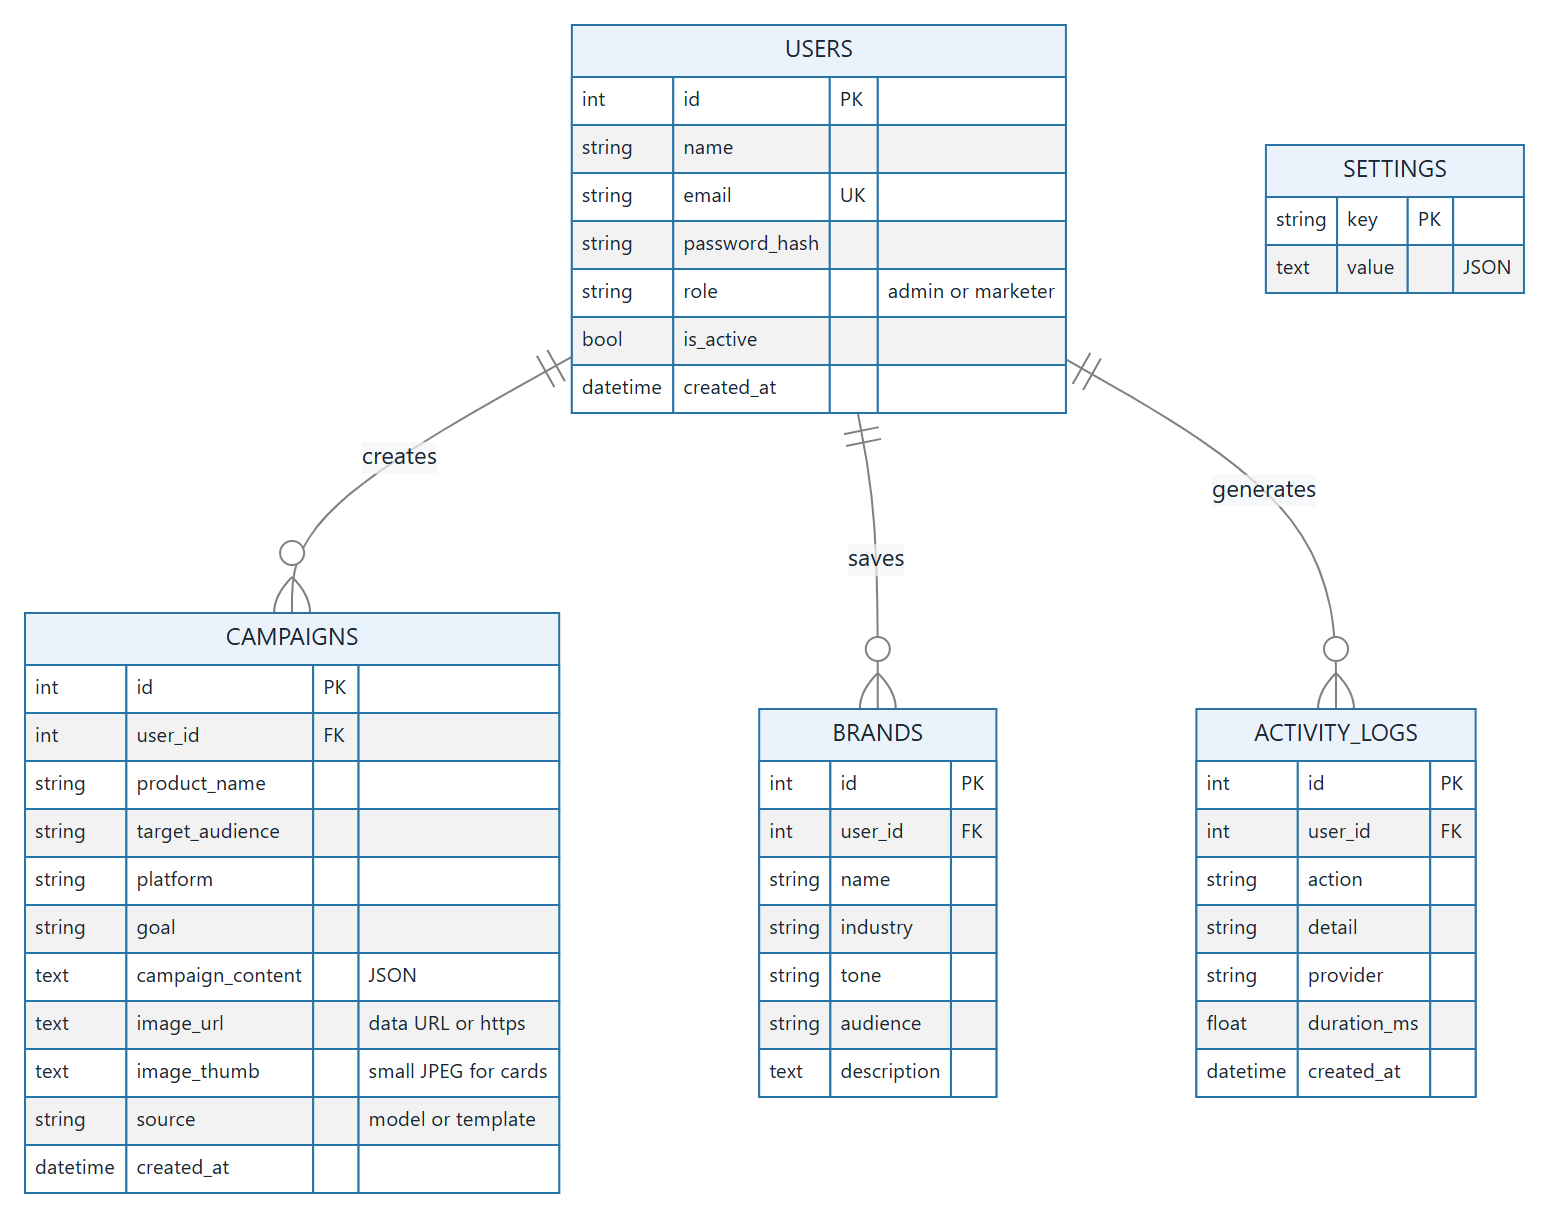 USERS
int id PK
string name
string email UK
string password_hash
string role admin or marketer
bool is_active
datetime created_at
SETTINGS
string key PK
text value JSON
creates
saves
generates
CAMPAIGNS
int id PK
int user_id FK
string product_name
string target_audience
string platform
string goal
text campaign_content JSON
text image_url data URL or https
text image_thumb small JPEG for cards
string source model or template
datetime created_at
BRANDS
int id PK
int user_id FK
string name
string industry
string tone
string audience
text description
ACTIVITY_LOGS
int id PK
int user_id FK
string action
string detail
string provider
float duration_ms
datetime created_at